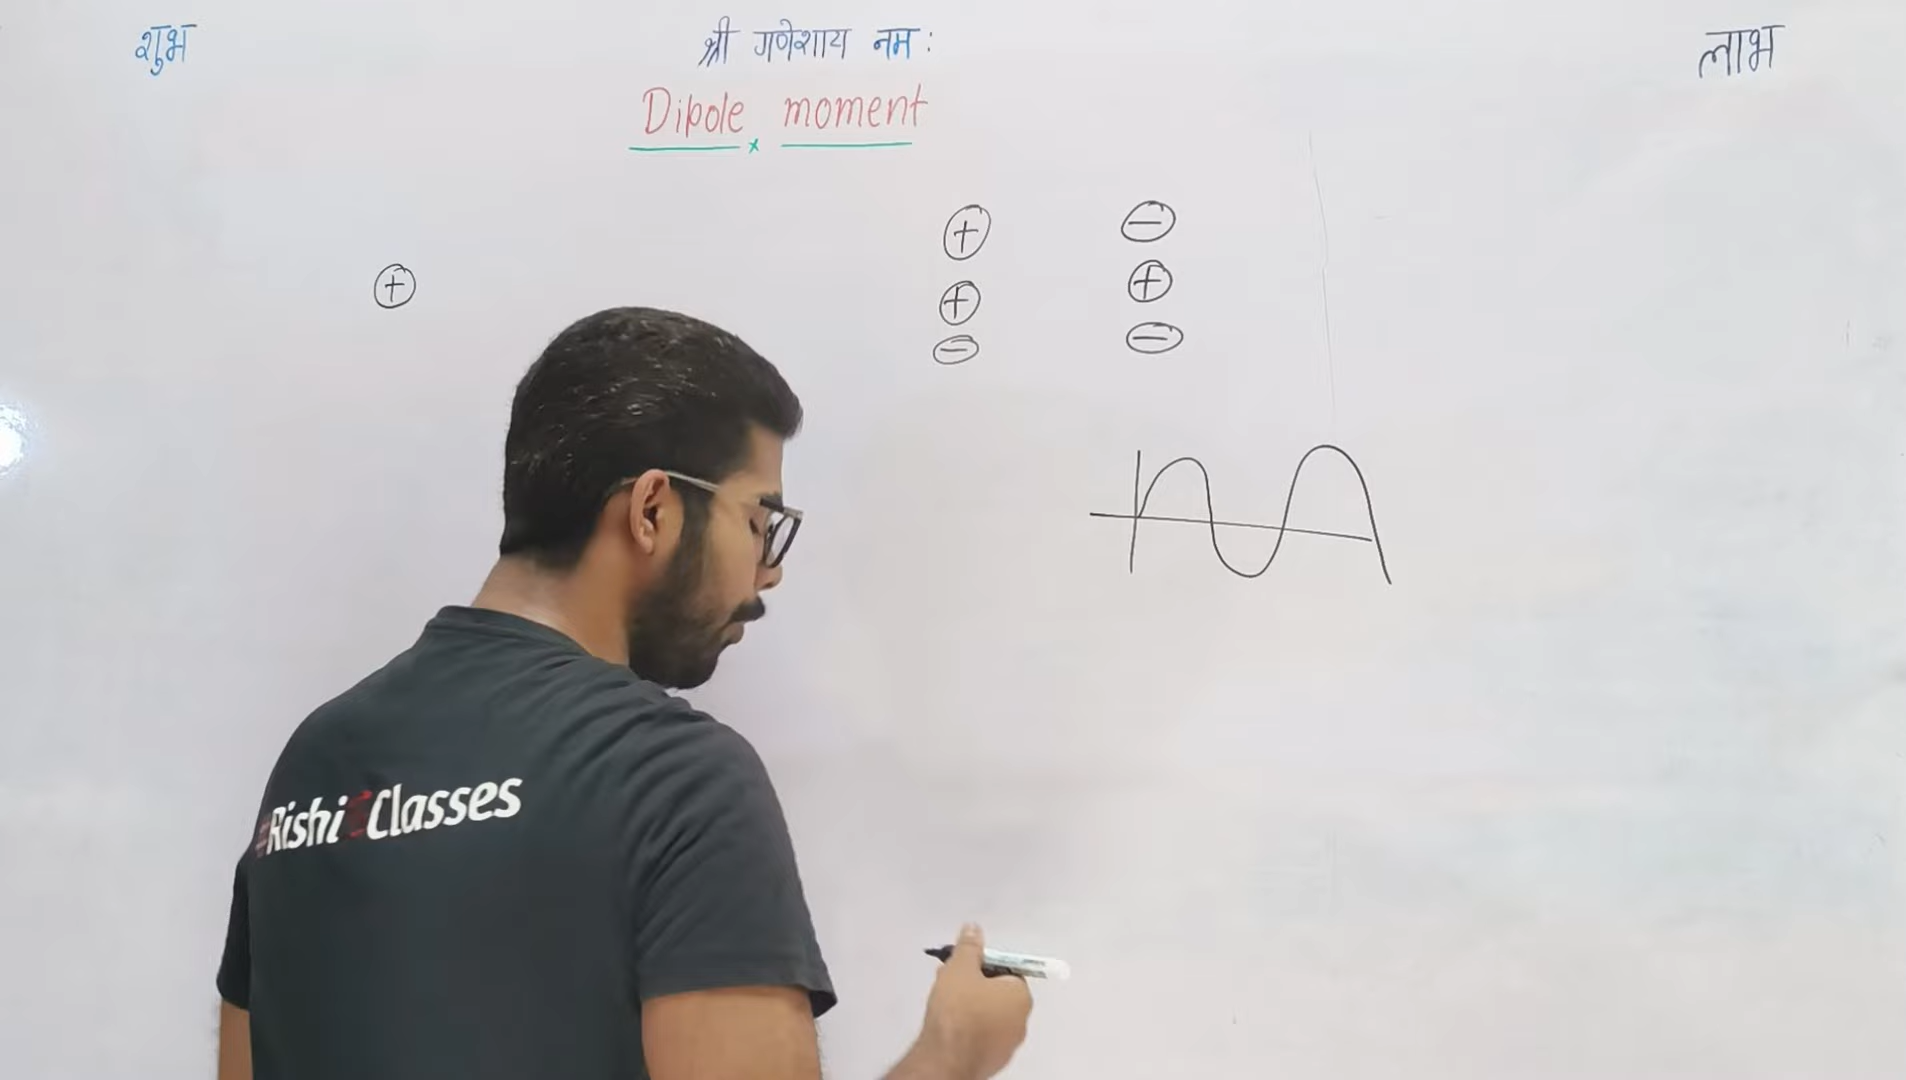 शुभ
श्री गणेशाय नम:
लाभ
Dipole moment
+ -
+ +
- -
+
Rishi Classes